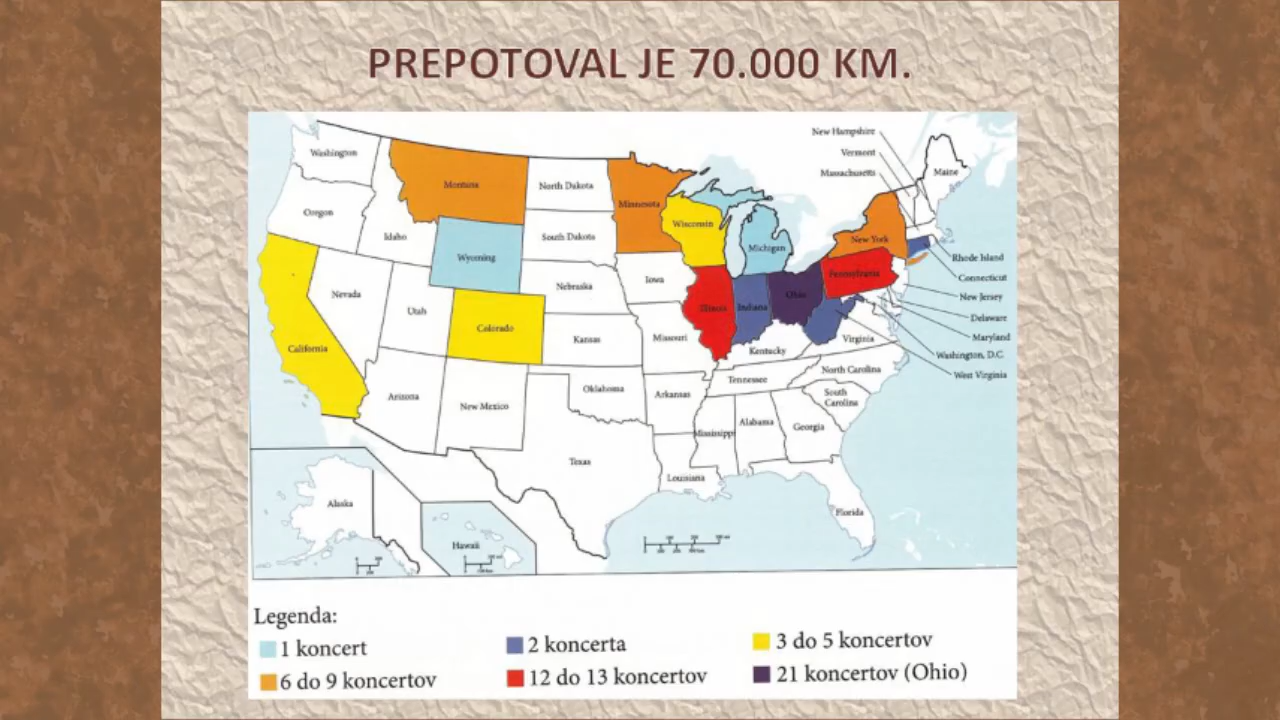 PREPOTOVAL JE 70.000 KM.
New Hampshire
Vermont
Massachusetts
Maine
Washington
Montana
North Dakota
Minnesota
Oregon
Idaho
South Dakota
Wisconsin
Michigan
New York
Wyoming
Rhode Island
Connecticut
Pennsylvania
New Jersey
Iowa
Nebraska
Nevada
Utah
Colorado
Illinois
Indiana
Ohio
Delaware
Maryland
Kansas
Missouri
Virginia
Washington, D.C.
California
Kentucky
West Virginia
North Carolina
Tennessee
Arizona
New Mexico
Oklahoma
Arkansas
South
Carolina
Mississippi
Alabama
Georgia
Texas
Louisiana
Florida
Alaska
Hawaii
Legenda:
1 koncert
2 koncerta
3 do 5 koncertov
6 do 9 koncertov
12 do 13 koncertov
21 koncertov (Ohio)